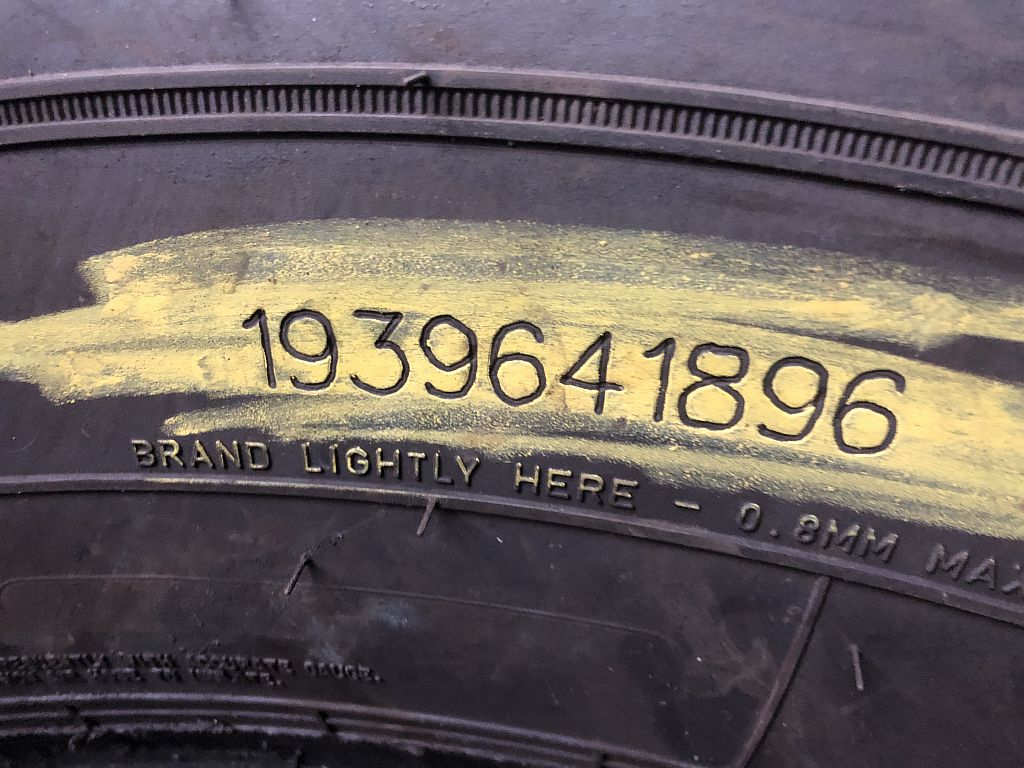 1939641896
BRAND LIGHTLY HERE - 0.8MM MAX